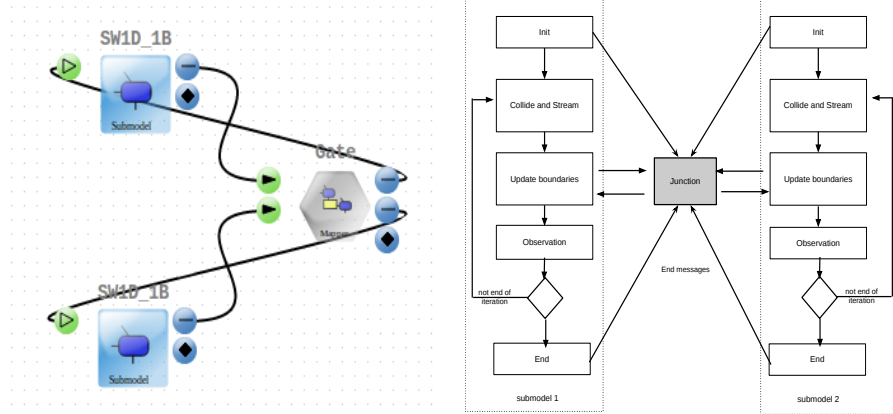 SW1D_1B
Submodel
Gate
Mapper
SW1D_1B
Submodel
Init
Collide and Stream
Update boundaries
Observation
not end of
iteration
End
submodel 1
Junction
End messages
Init
Collide and Stream
Update boundaries
Observation
not end of
iteration
End
submodel 2